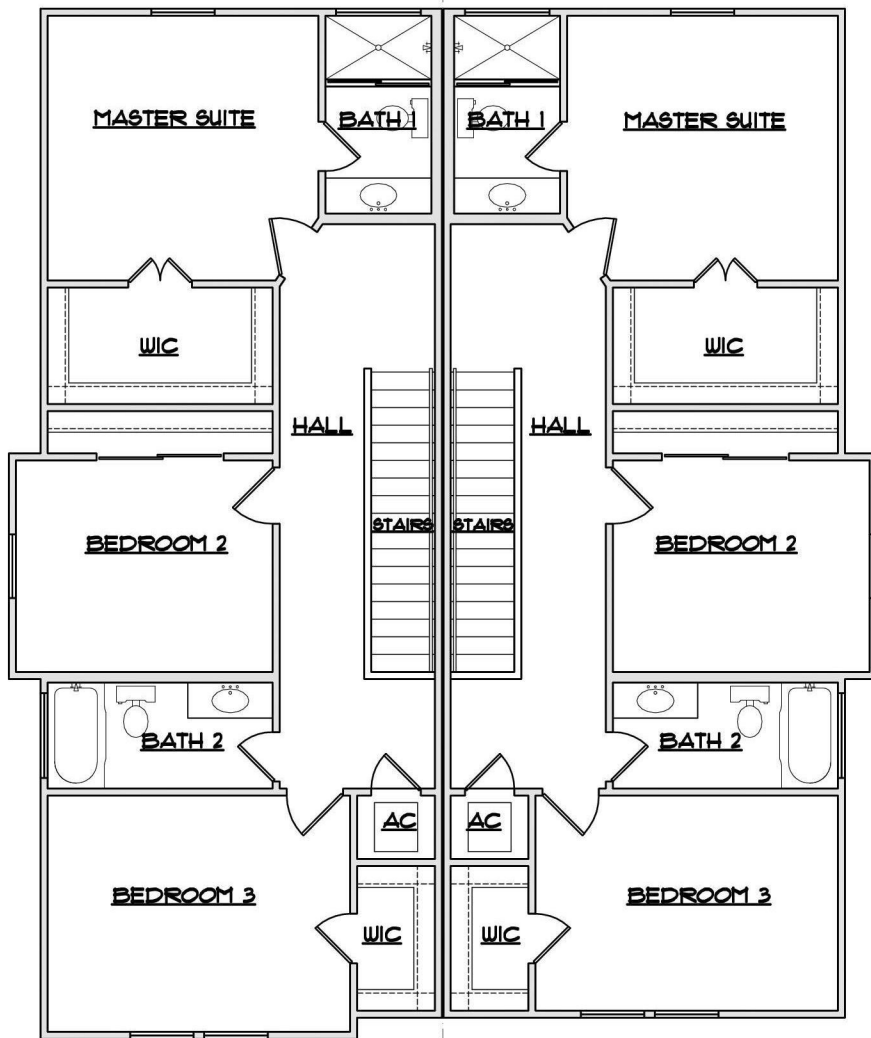 MASTER SUITE
BATH 1
BATH 1
MASTER SUITE
WIC
WIC
HALL
HALL
STAIRS
STAIRS
BEDROOM 2
BEDROOM 2
BATH 2
BATH 2
AC
AC
BEDROOM 3
BEDROOM 3
WIC
WIC